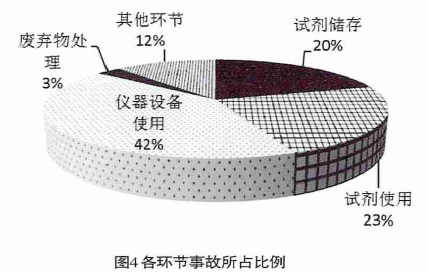 其他环节
12%
试剂储存
20%
废弃物处
理
3%
仪器设备
使用
42%
试剂使用
23%
图4 各环节事故所占比例